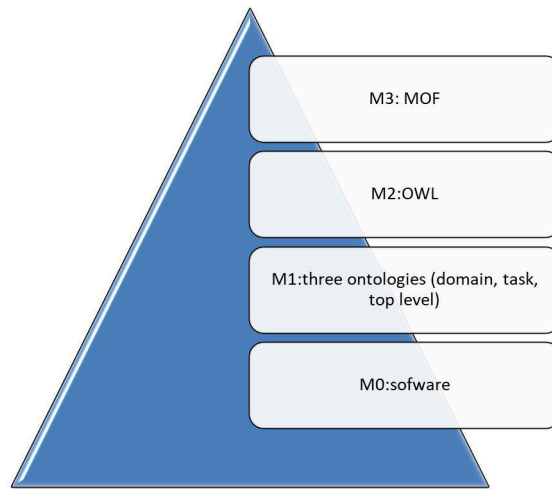 M3: MOF
M2:OWL
M1:three ontologies (domain, task,
top level)
M0:sofware